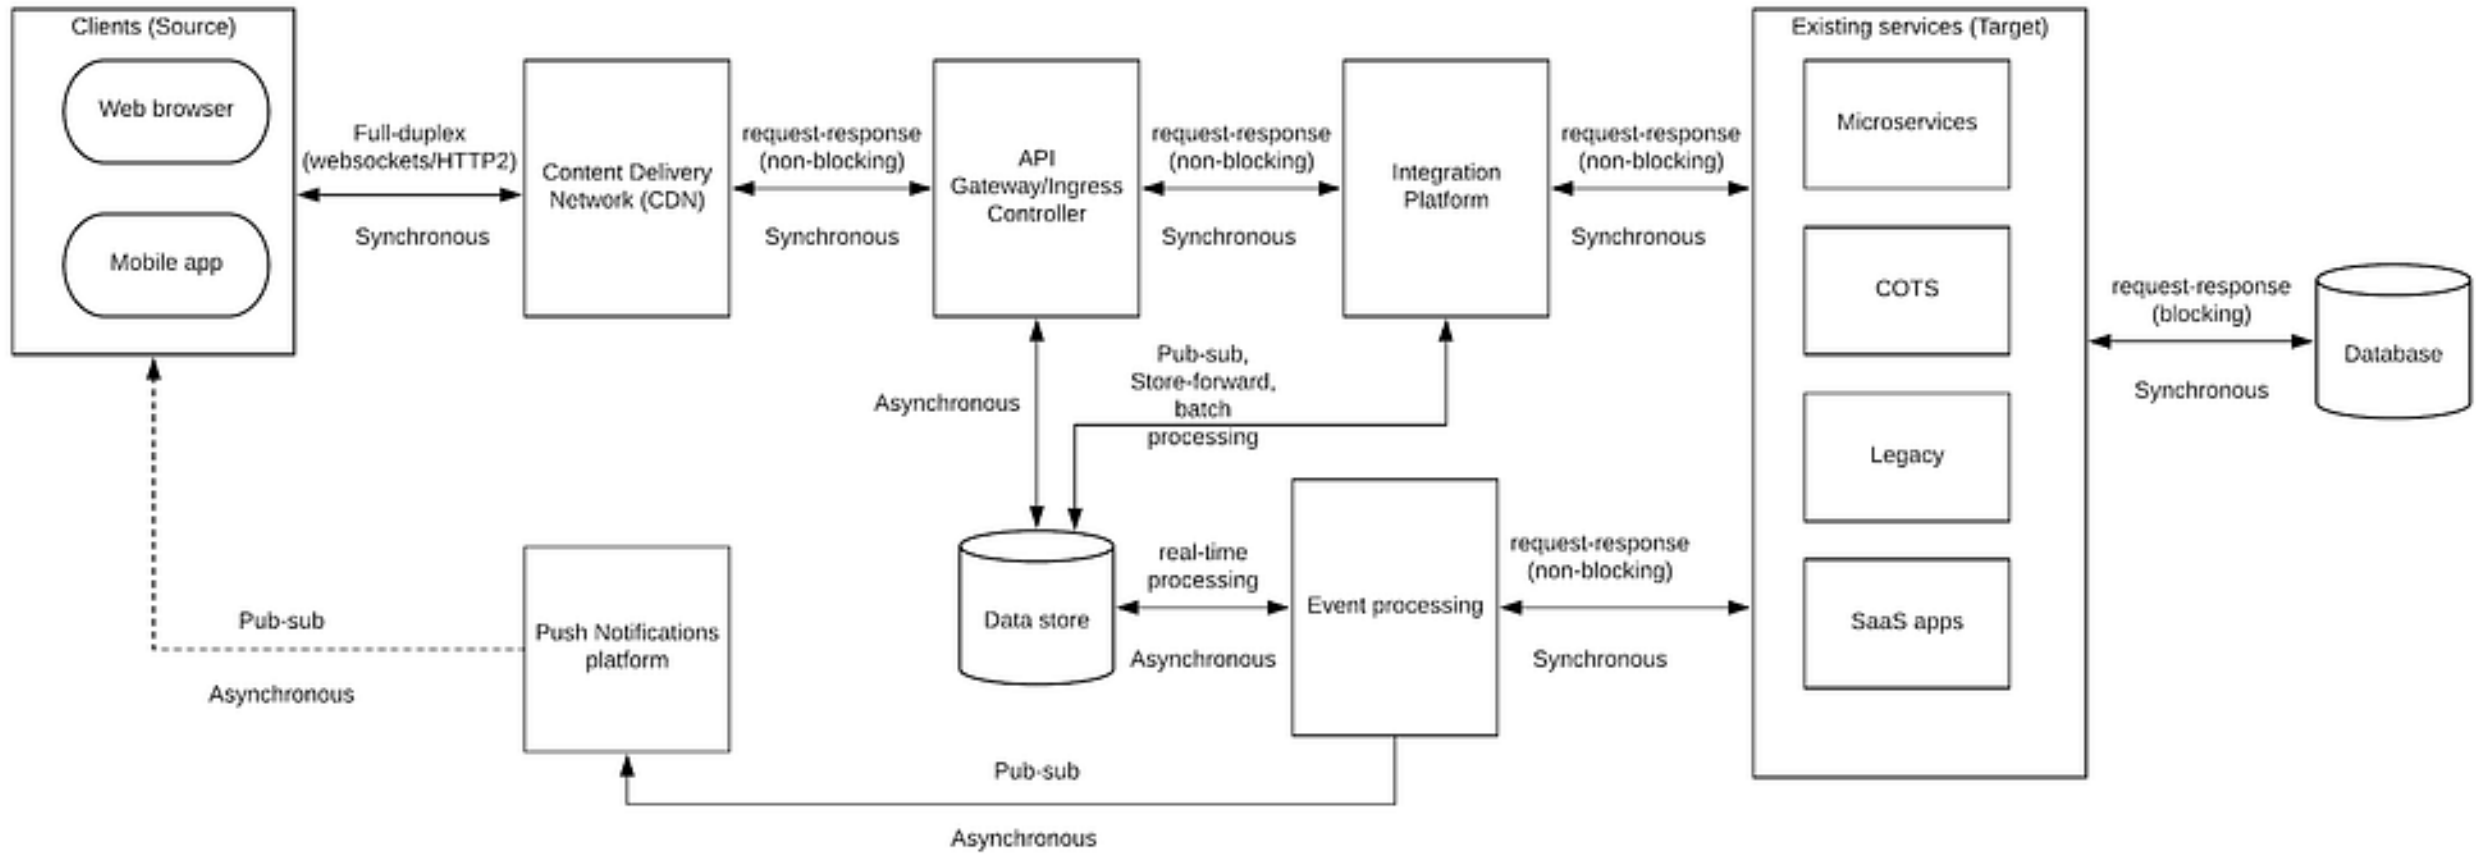 Clients (Source)
Web browser
Mobile app
Full-duplex
(websockets/HTTP2)
Synchronous
Content Delivery
Network (CDN)
request-response
(non-blocking)
Synchronous
API
Gateway/Ingress
Controller
request-response
(non-blocking)
Synchronous
Integration
Platform
request-response
(non-blocking)
Synchronous
Existing services (Target)
Microservices
COTS
Legacy
SaaS apps
request-response
(blocking)
Synchronous
Database
Asynchronous
Pub-sub,
Store-forward,
batch
processing
Data store
real-time
processing
Asynchronous
Event processing
request-response
(non-blocking)
Synchronous
Pub-sub
Asynchronous
Push Notifications
platform
Pub-sub
Asynchronous